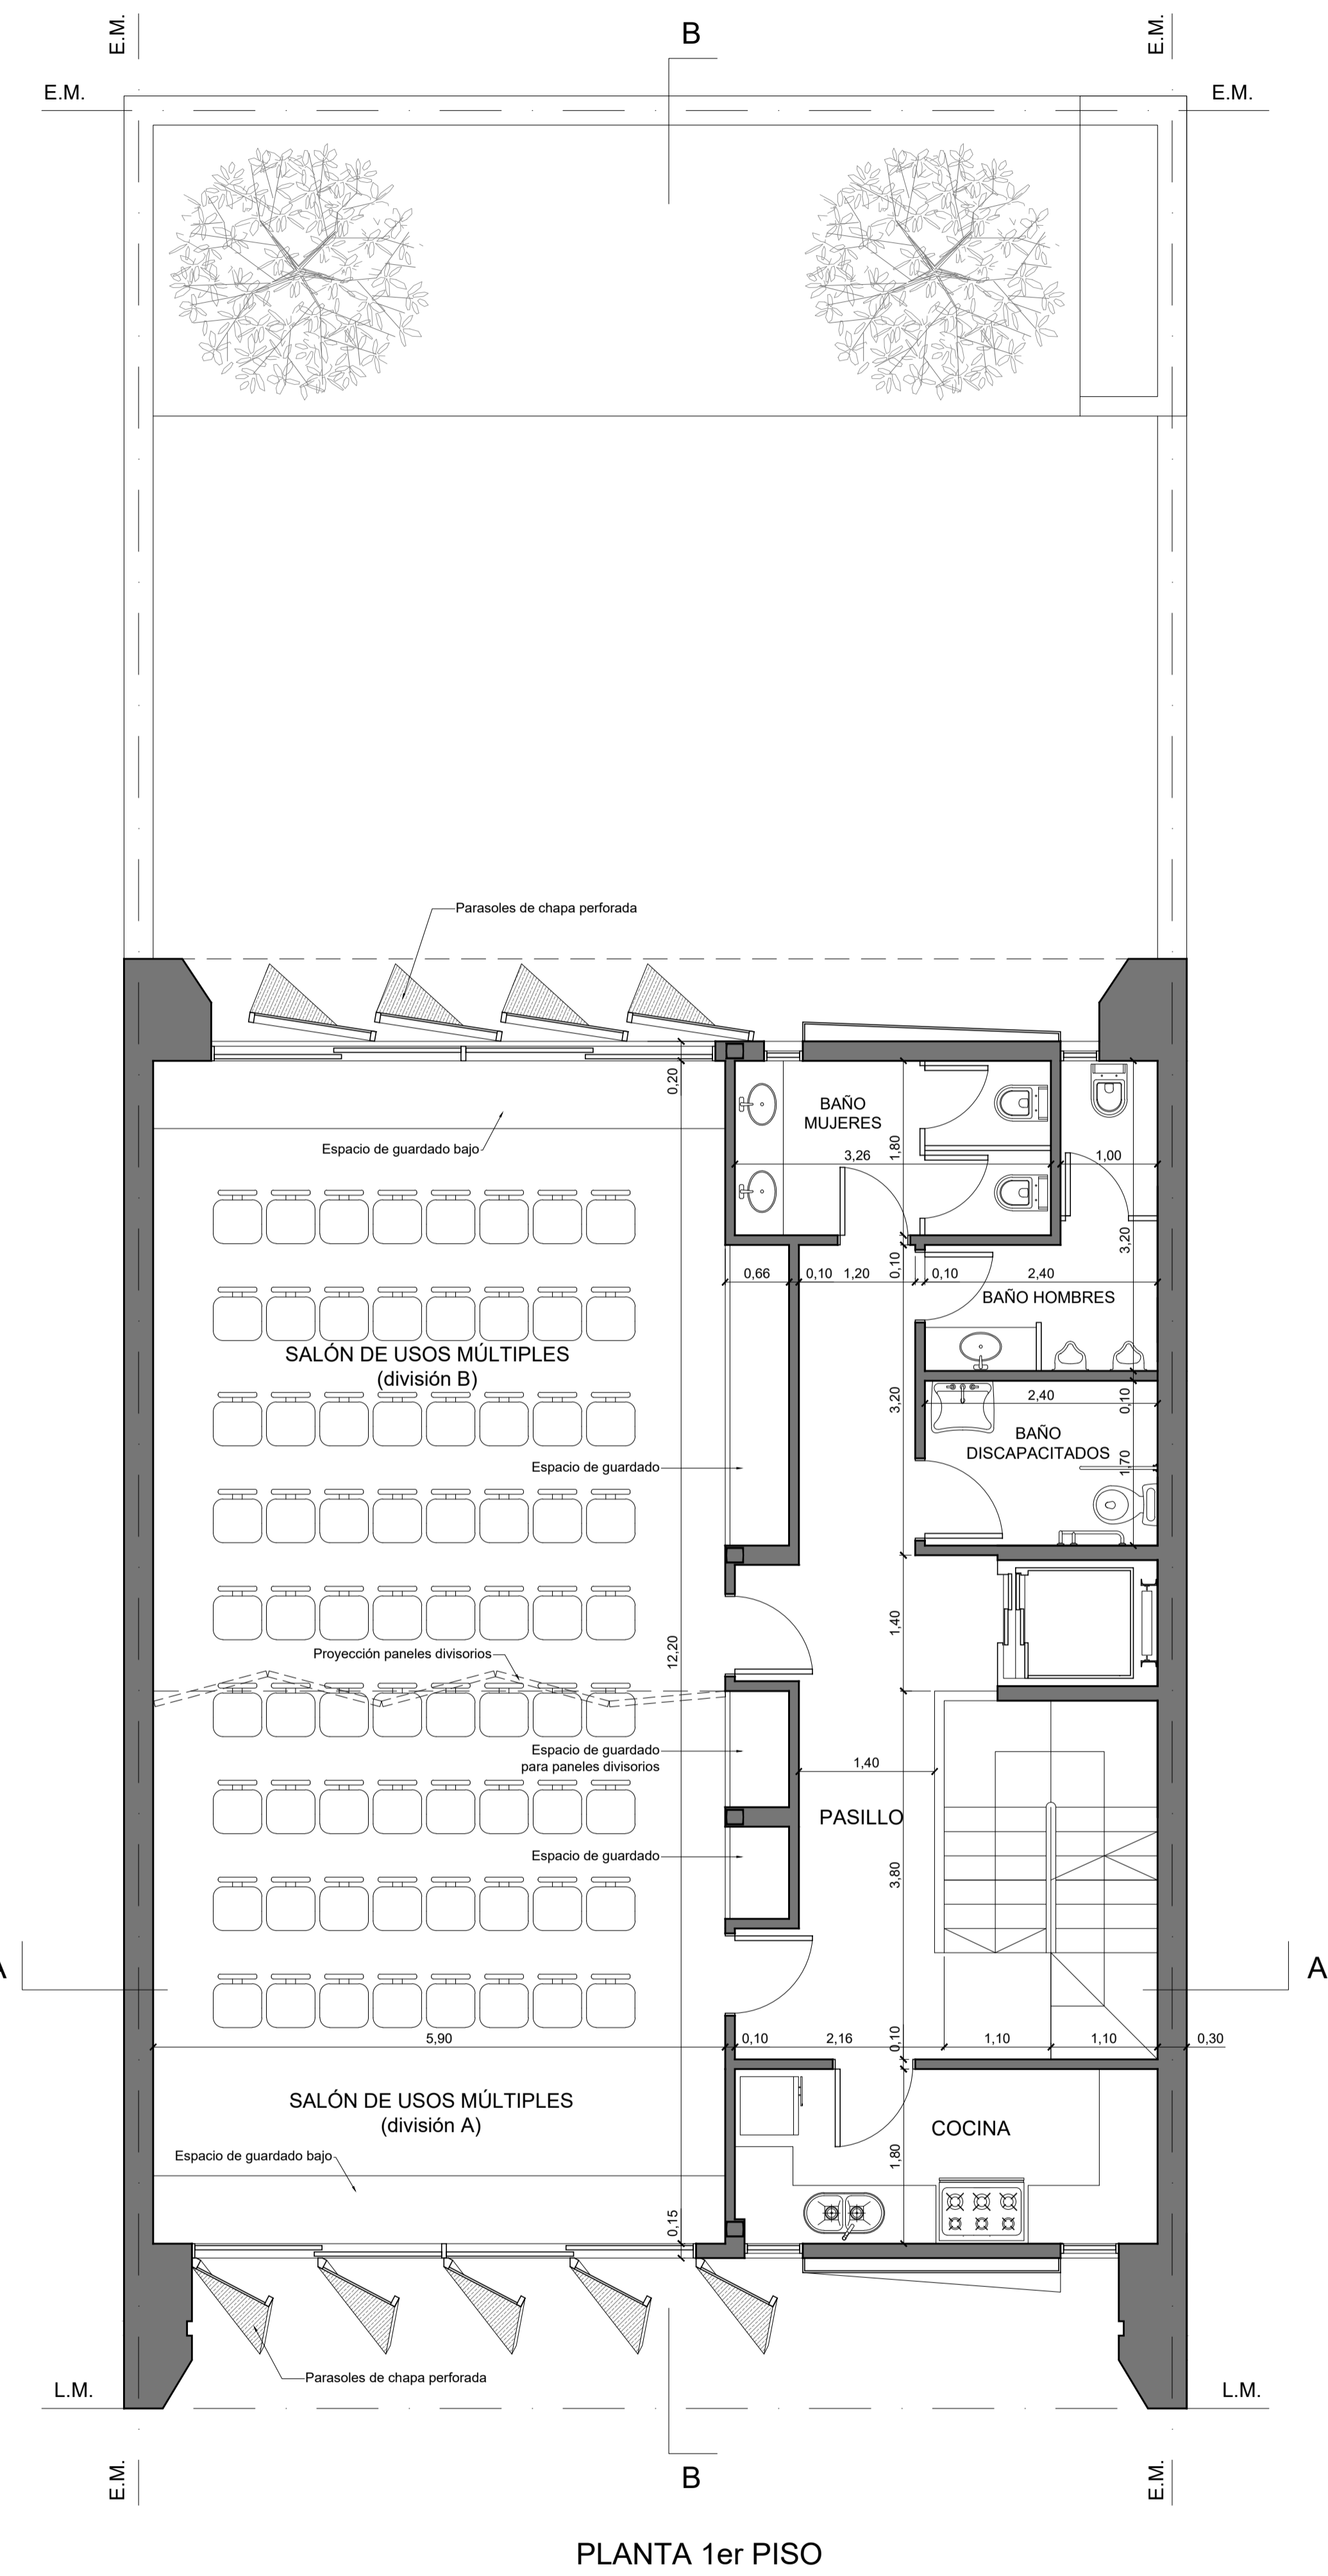 E.M.
E.M.
B
E.M.
E.M.
Parasoles de chapa perforada
0,20
Espacio de guardado bajo
BAÑO
MUJERES
1,80
3,26
1,00
3,20
0,66
0,10
1,20
0,10
0,10
2,40
BAÑO HOMBRES
SALÓN DE USOS MÚLTIPLES
(división B)
3,20
2,40
0,10
BAÑO
DISCAPACITADOS
1,70
Espacio de guardado
1,40
12,20
Proyección paneles divisorios
Espacio de guardado
para paneles divisorios
1,40
PASILLO
Espacio de guardado
3,80
A
A
5,90
0,10
2,16
0,10
1,10
1,10
0,30
SALÓN DE USOS MÚLTIPLES
(división A)
COCINA
Espacio de guardado bajo
1,80
0,15
Parasoles de chapa perforada
L.M.
L.M.
E.M.
B
E.M.
PLANTA 1er PISO